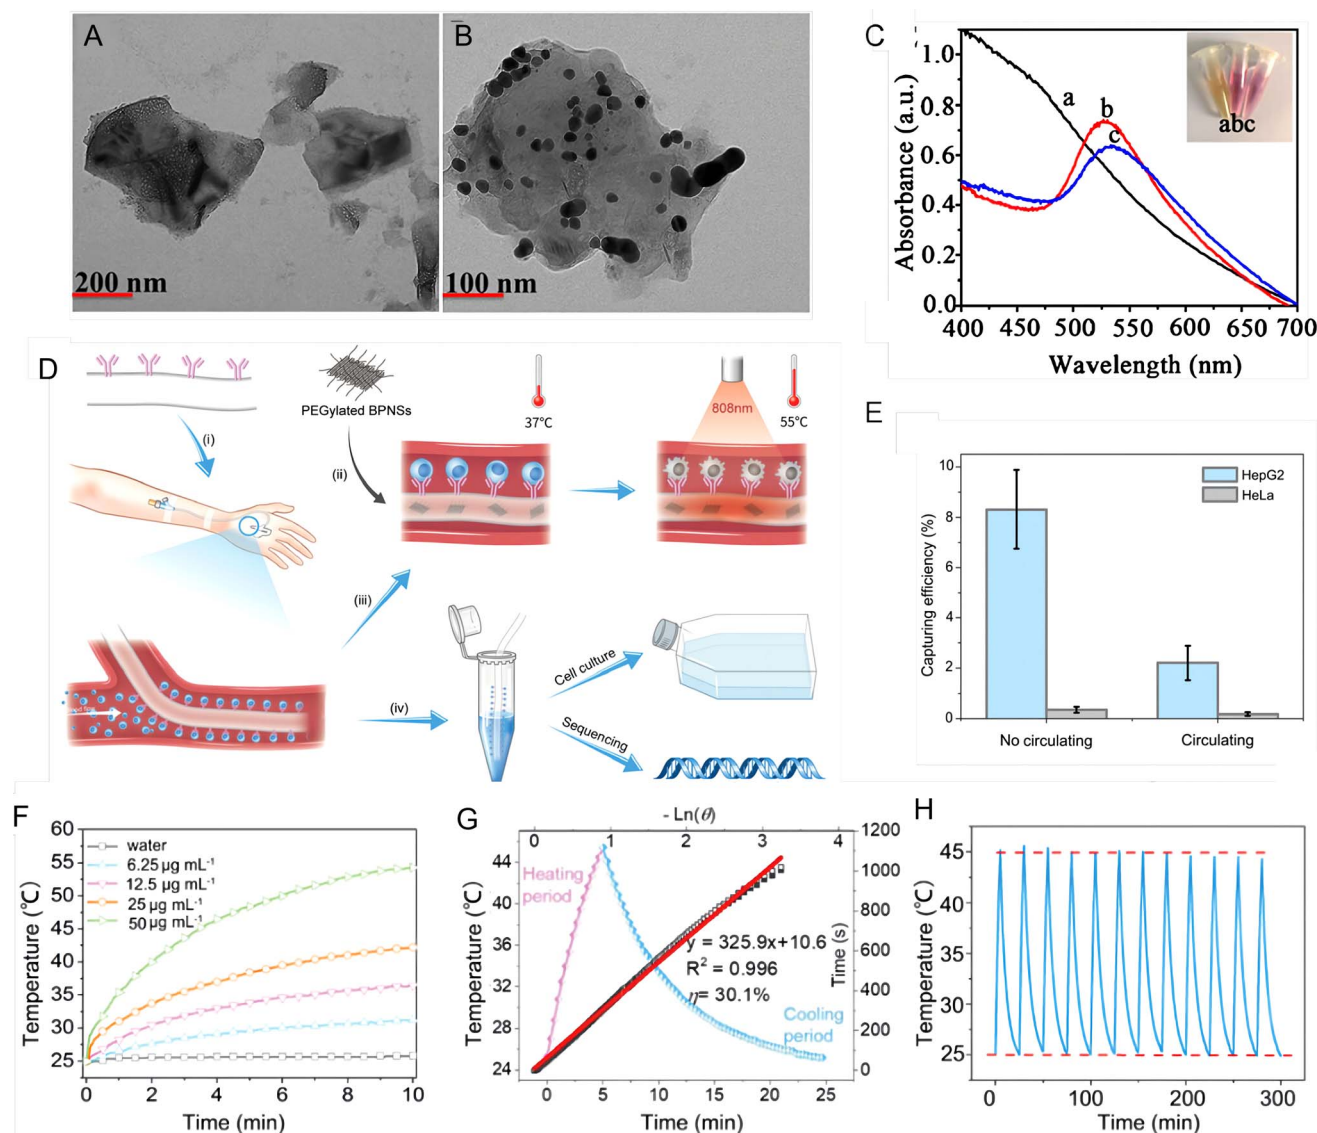 A
200 nm
B
100 nm
C
1.0
0.8
0.6
0.4
0.2
0.0
Absorbance (a.u.)
a
b
c
abc
400 450 500 550 600 650 700
Wavelength (nm)
D
PEGylated BPNSs
(i)
(ii)
37°C
808nm
55°C
(iii)
(iv)
Cell culture
Sequencing
E
10
8
6
4
2
0
Capturing efficiency (%)
HepG2
HeLa
No circulating
Circulating
F
60
55
50
45
40
35
30
25
Temperature (℃)
water
6.25 µg mL⁻¹
12.5 µg mL⁻¹
25 µg mL⁻¹
50 µg mL⁻¹
0 2 4 6 8 10
Time (min)
G
- Ln(θ)
0 1 2 3 4
44
40
36
32
28
24
Temperature (℃)
Heating
period
y = 325.9x+10.6
R² = 0.996
η= 30.1%
Cooling
period
1200
1000
800
600
400
200
0
Time (s)
0 5 10 15 20 25
Time (min)
H
45
40
35
30
25
Temperature (℃)
0 100 200 300
Time (min)